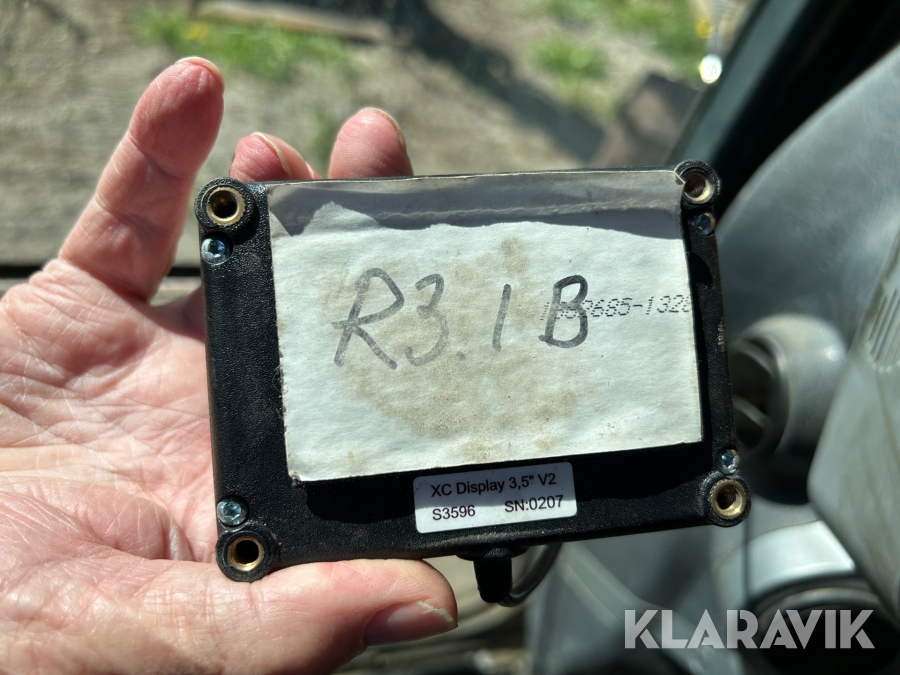 R3.1B
XC Display 3,5" V2
S3596 SN:0207
KLARAVIK